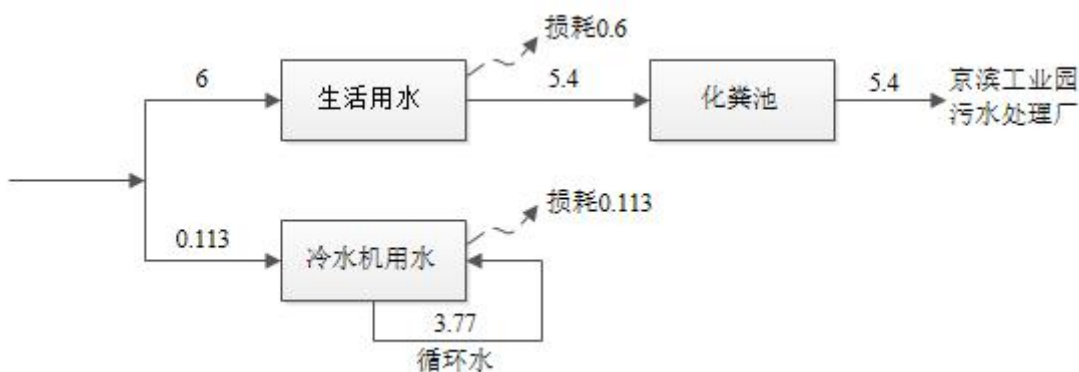 损耗0.6
6
生活用水
5.4
化粪池
5.4
京滨工业园
污水处理厂
损耗0.113
0.113
冷水机用水
3.77
循环水